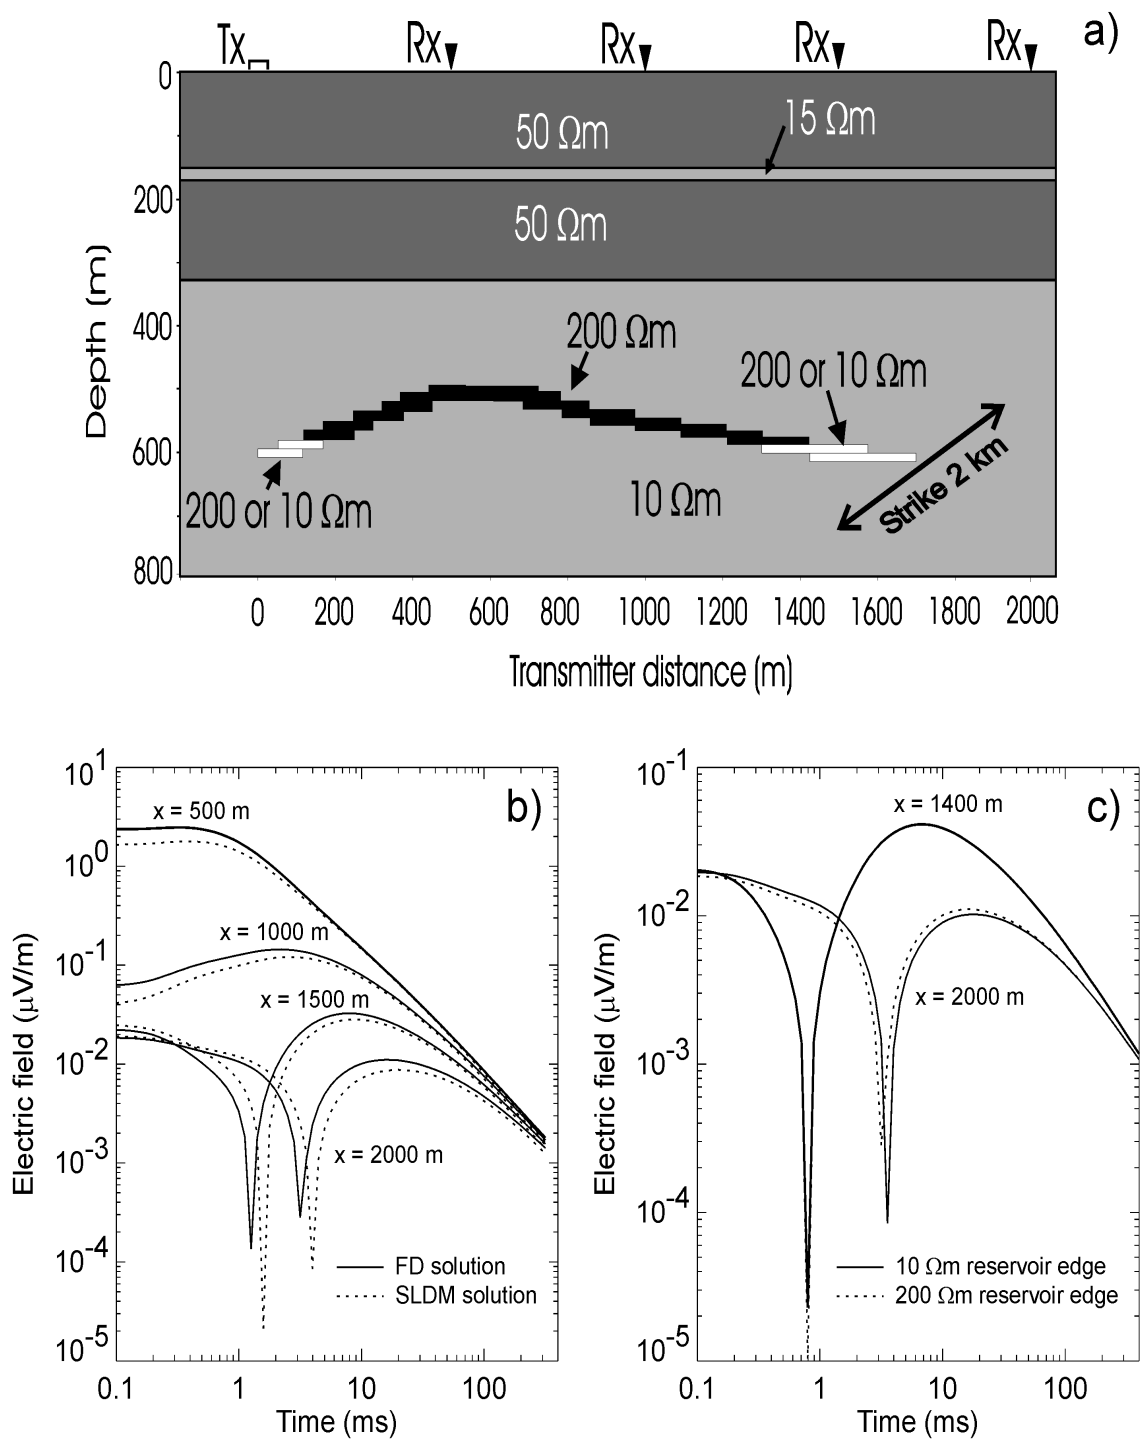 a)
Tx Rx Rx Rx Rx
0
200
400
600
800
Depth (m)
50 Ωm
15 Ωm
50 Ωm
200 Ωm
200 or 10 Ωm
200 or 10 Ωm
10 Ωm
Strike 2 km
0 200 400 600 800 1000 1200 1400 1600 1800 2000
Transmitter distance (m)
b)
10^1
10^0
10^-1
10^-2
10^-3
10^-4
10^-5
Electric field (μV/m)
x = 500 m
x = 1000 m
x = 1500 m
x = 2000 m
FD solution
SLDM solution
0.1 1 10 100
Time (ms)
c)
10^-1
10^-2
10^-3
10^-4
10^-5
Electric field (μV/m)
x = 1400 m
x = 2000 m
10 Ωm reservoir edge
200 Ωm reservoir edge
0.1 1 10 100
Time (ms)